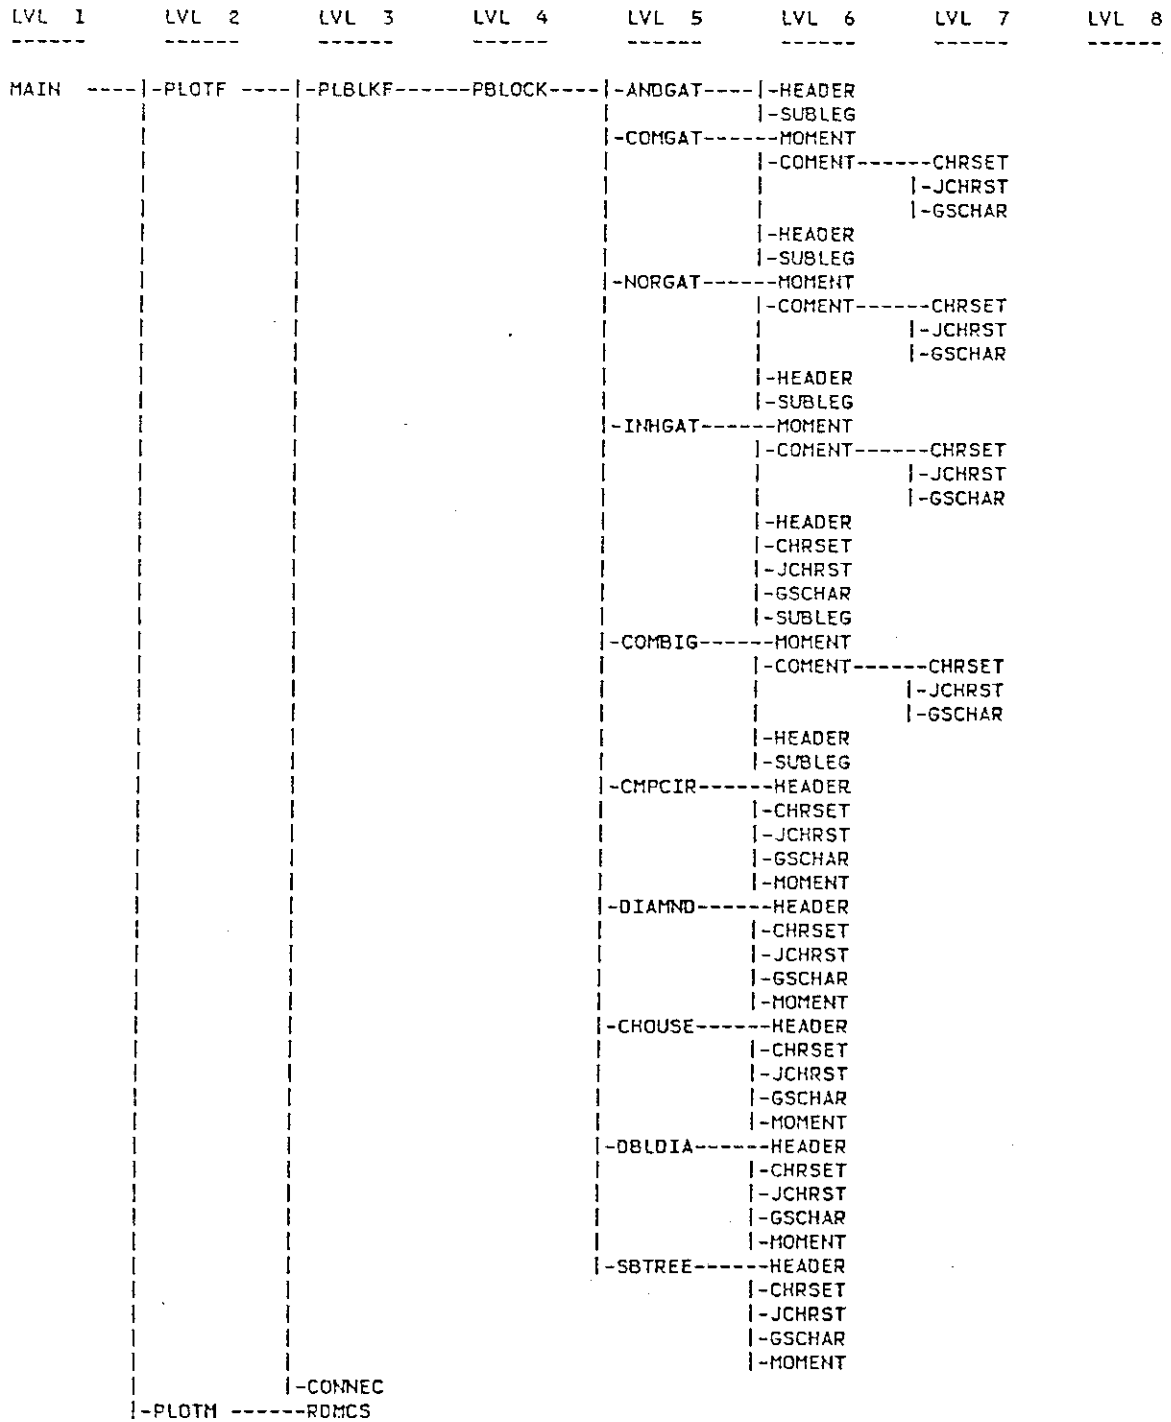 LVL 1 LVL 2 LVL 3 LVL 4 LVL 5 LVL 6 LVL 7 LVL 8
------ ------ ------ ------ ------ ------ ------ ------
MAIN ----|-PLOTF ----|-PLBLKF------PBLOCK----|-ANDGAT----|-HEADER
|-SUBLEG
|-COMGAT------MOMENT
|-COMENT------CHRSET
|-JCHRST
|-GSCHAR
|-HEADER
|-SUBLEG
|-NORGAT------MOMENT
|-COMENT------CHRSET
|-JCHRST
|-GSCHAR
|-HEADER
|-SUBLEG
|-INHGAT------MOMENT
|-COMENT------CHRSET
|-JCHRST
|-GSCHAR
|-HEADER
|-CHRSET
|-JCHRST
|-GSCHAR
|-SUBLEG
|-COMBIG------MOMENT
|-COMENT------CHRSET
|-JCHRST
|-GSCHAR
|-HEADER
|-SUBLEG
|-CMPCIR------HEADER
|-CHRSET
|-JCHRST
|-GSCHAR
|-MOMENT
|-DIAMND------HEADER
|-CHRSET
|-JCHRST
|-GSCHAR
|-MOMENT
|-CHOUSE------HEADER
|-CHRSET
|-JCHRST
|-GSCHAR
|-MOMENT
|-DBLDIA------HEADER
|-CHRSET
|-JCHRST
|-GSCHAR
|-MOMENT
|-SBTREE------HEADER
|-CHRSET
|-JCHRST
|-GSCHAR
|-MOMENT
|-CONNEC
|-PLOTM ------RDMCS